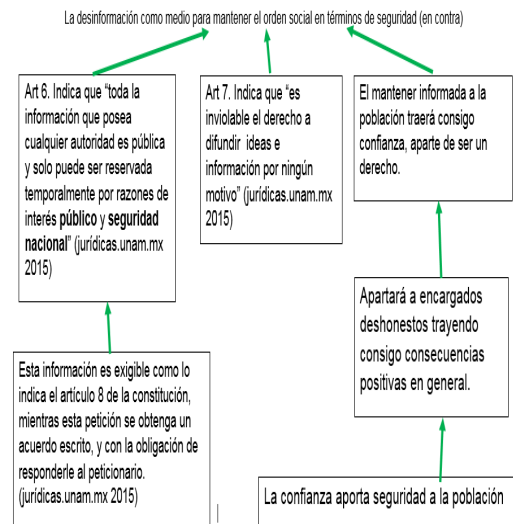 La desinformación como medio para mantener el orden social en términos de seguridad (en contra)
Art 6. Indica que “toda la
información que posea
cualquier autoridad es pública
y solo puede ser reservada
temporalmente por razones de
interés público y seguridad
nacional” (jurídicas.unam.mx
2015)
Art 7. Indica que “es
inviolable el derecho a
difundir ideas e
información por ningún
motivo” (jurídicas.unam.mx
2015)
El mantener informada a la
población traerá consigo
confianza, aparte de ser un
derecho.
Apartará a encargados
deshonestos trayendo
consigo consecuencias
positivas en general.
Esta información es exigible como lo
indica el artículo 8 de la constitución,
mientras esta petición se obtenga un
acuerdo escrito, y con la obligación de
responderle al peticionario.
(jurídicas.unam.mx 2015)
La confianza aporta seguridad a la población